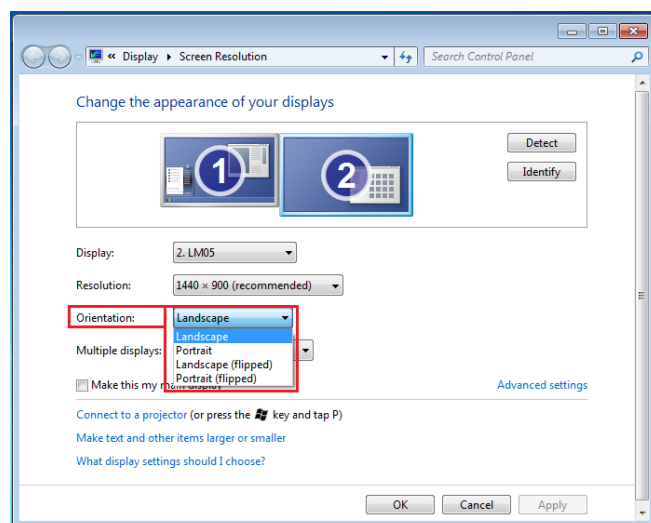 « Display Screen Resolution Search Control Panel
Change the appearance of your displays
1 2
Detect
Identify
Display: 2. LM05
Resolution: 1440 × 900 (recommended)
Orientation: Landscape
Landscape
Portrait
Landscape (flipped)
Portrait (flipped)
Multiple displays:
Make this my main display
Advanced settings
Connect to a projector (or press the key and tap P)
Make text and other items larger or smaller
What display settings should I choose?
OK Cancel Apply